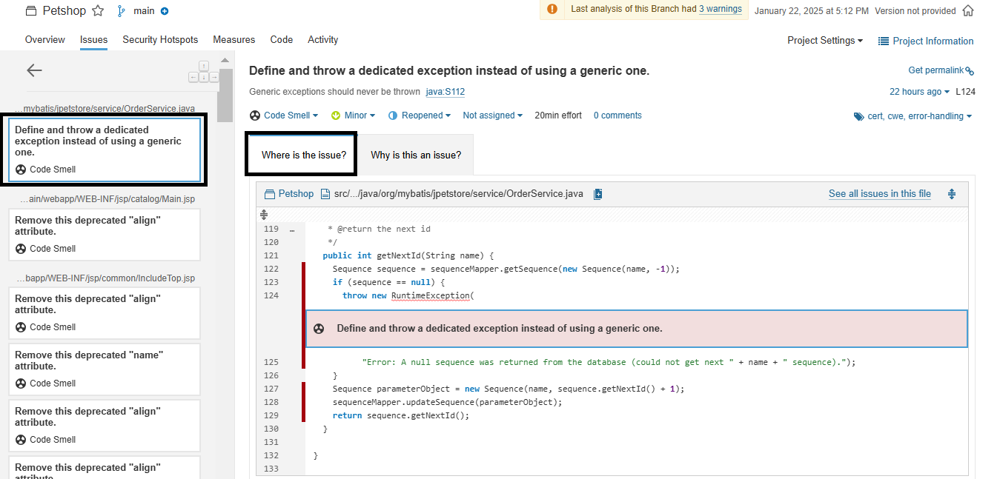 Petshop main
Last analysis of this Branch had 3 warnings January 22, 2025 at 5:12 PM Version not provided
Overview Issues Security Hotspots Measures Code Activity
Project Settings Project Information
…mybatis/jpetstore/service/OrderService.java
Define and throw a dedicated
exception instead of using a generic
one.
Code Smell
…ain/webapp/WEB-INF/jsp/catalog/Main.jsp
Remove this deprecated "align"
attribute.
Code Smell
…bapp/WEB-INF/jsp/common/IncludeTop.jsp
Remove this deprecated "align"
attribute.
Code Smell
Remove this deprecated "name"
attribute.
Code Smell
Remove this deprecated "align"
attribute.
Code Smell
Remove this deprecated "align"
attribute.
Define and throw a dedicated exception instead of using a generic one.
Get permalink
Generic exceptions should never be thrown java:S112
22 hours ago L124
Code Smell Minor Reopened Not assigned 20min effort 0 comments
cert, cwe, error-handling
Where is the issue? Why is this an issue?
Petshop src/.../java/org/mybatis/jpetstore/service/OrderService.java See all issues in this file
119 … * @return the next id
120 */
121 public int getNextId(String name) {
122 Sequence sequence = sequenceMapper.getSequence(new Sequence(name, -1));
123 if (sequence == null) {
124 throw new RuntimeException(
Define and throw a dedicated exception instead of using a generic one.
125 "Error: A null sequence was returned from the database (could not get next " + name + " sequence).");
126 }
127 Sequence parameterObject = new Sequence(name, sequence.getNextId() + 1);
128 sequenceMapper.updateSequence(parameterObject);
129 return sequence.getNextId();
130 }
131
132 }
133